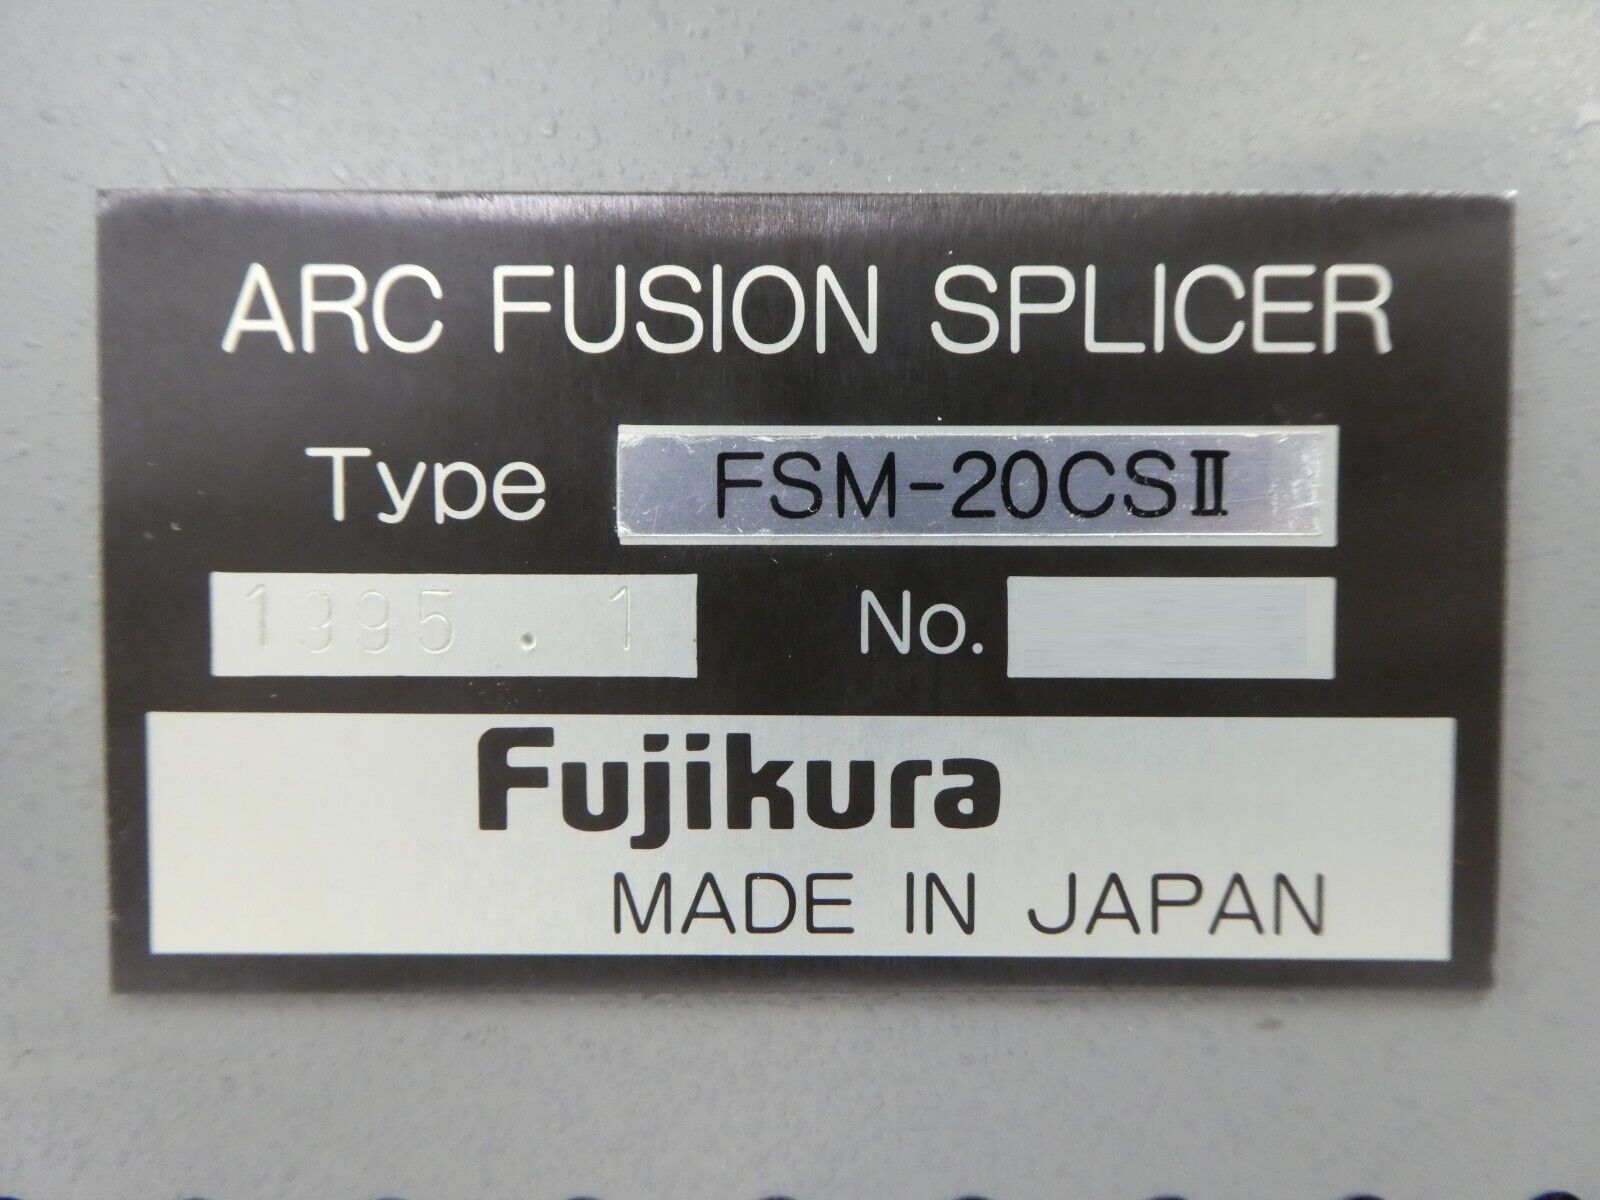 ARC FUSION SPLICER
Type FSM-20CSⅡ
1995.1 No.
Fujikura
MADE IN JAPAN